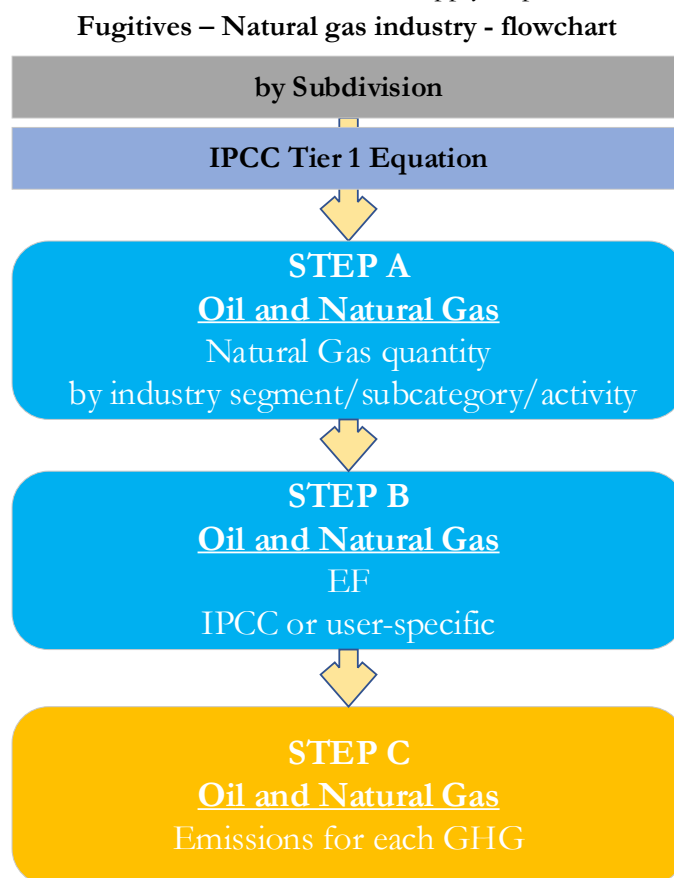 Fugitives – Natural gas industry - flowchart
by Subdivision
IPCC Tier 1 Equation
STEP A
Oil and Natural Gas
Natural Gas quantity
by industry segment/subcategory/activity
STEP B
Oil and Natural Gas
EF
IPCC or user-specific
STEP C
Oil and Natural Gas
Emissions for each GHG